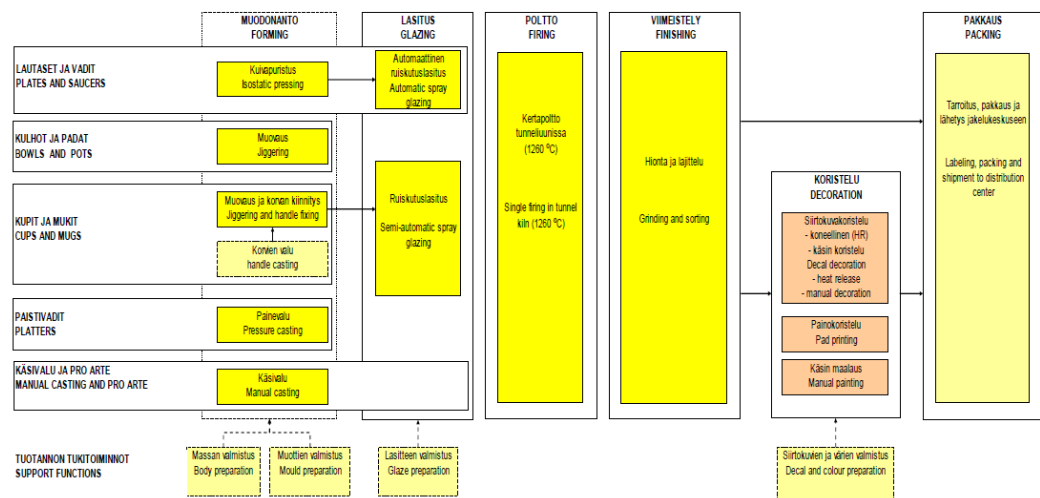 MUODONANTO
FORMING
LASITUS
GLAZING
POLTTO
FIRING
VIIMEISTELY
FINISHING
PAKKAUS
PACKING
LAUTASET JA VADIT
PLATES AND SAUCERS
Kuivapuristus
Isostatic pressing
Automaattinen
ruiskutuslasitus
Automatic spray
glazing
KULHOT JA PADAT
BOWLS AND POTS
Muovaus
Jiggering
KUPIT JA MUKIT
CUPS AND MUGS
Muovaus ja korvan kiinnitys
Jiggering and handle fixing
Korvien valu
handle casting
Ruiskutuslasitus
Semi-automatic spray
glazing
PAISTIVADIT
PLATTERS
Painevalu
Pressure casting
KÄSIVALU JA PRO ARTE
MANUAL CASTING AND PRO ARTE
Käsivalu
Manual casting
Kertapoltto
tunneliuunissa
(1260 ⁰C)
Single firing in tunnel
kiln (1260 ⁰C)
Hionta ja lajittelu
Grinding and sorting
KORISTELU
DECORATION
Siirtokuvakoristelu
- koneellinen (HR)
- käsin koristelu
Decal decoration
- heat release
- manual decoration
Painokoristelu
Pad printing
Käsin maalaus
Manual painting
Tarroitus, pakkaus ja
lähetys jakelukeskuseen
Labeling, packing and
shipment to distribution
center
TUOTANNON TUKITOIMINNOT
SUPPORT FUNCTIONS
Massan valmistus
Body preparation
Muottien valmistus
Mould preparation
Lasitteen valmistus
Glaze preparation
Siirtokuvien ja värien valmistus
Decal and colour preparation